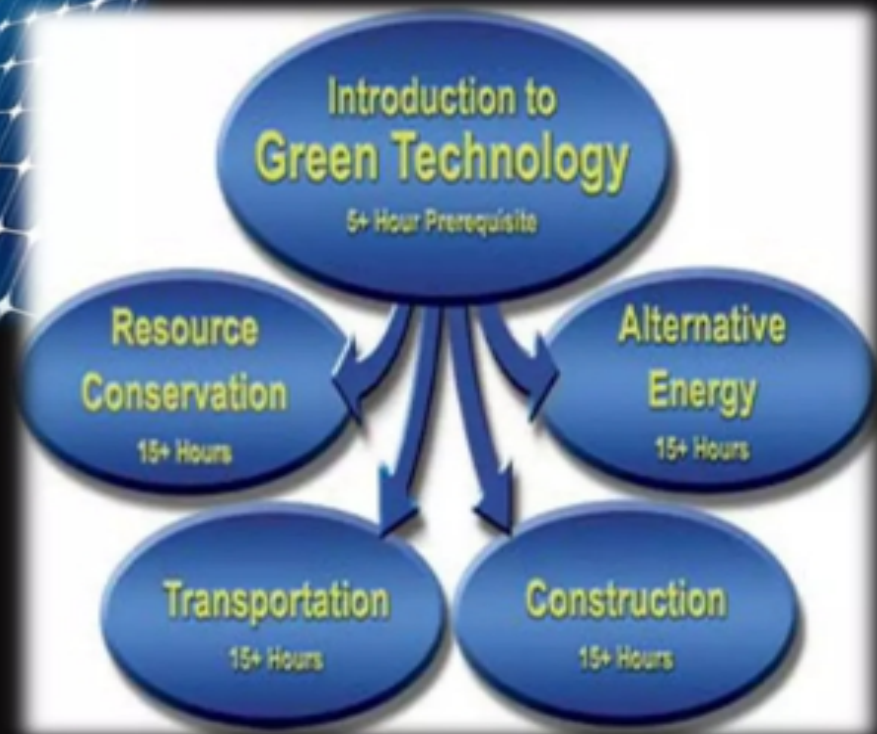 Introduction to
Green Technology
5+ Hour Prerequisite
Resource
Conservation
15+ Hours
Alternative
Energy
15+ Hours
Transportation
15+ Hours
Construction
15+ Hours